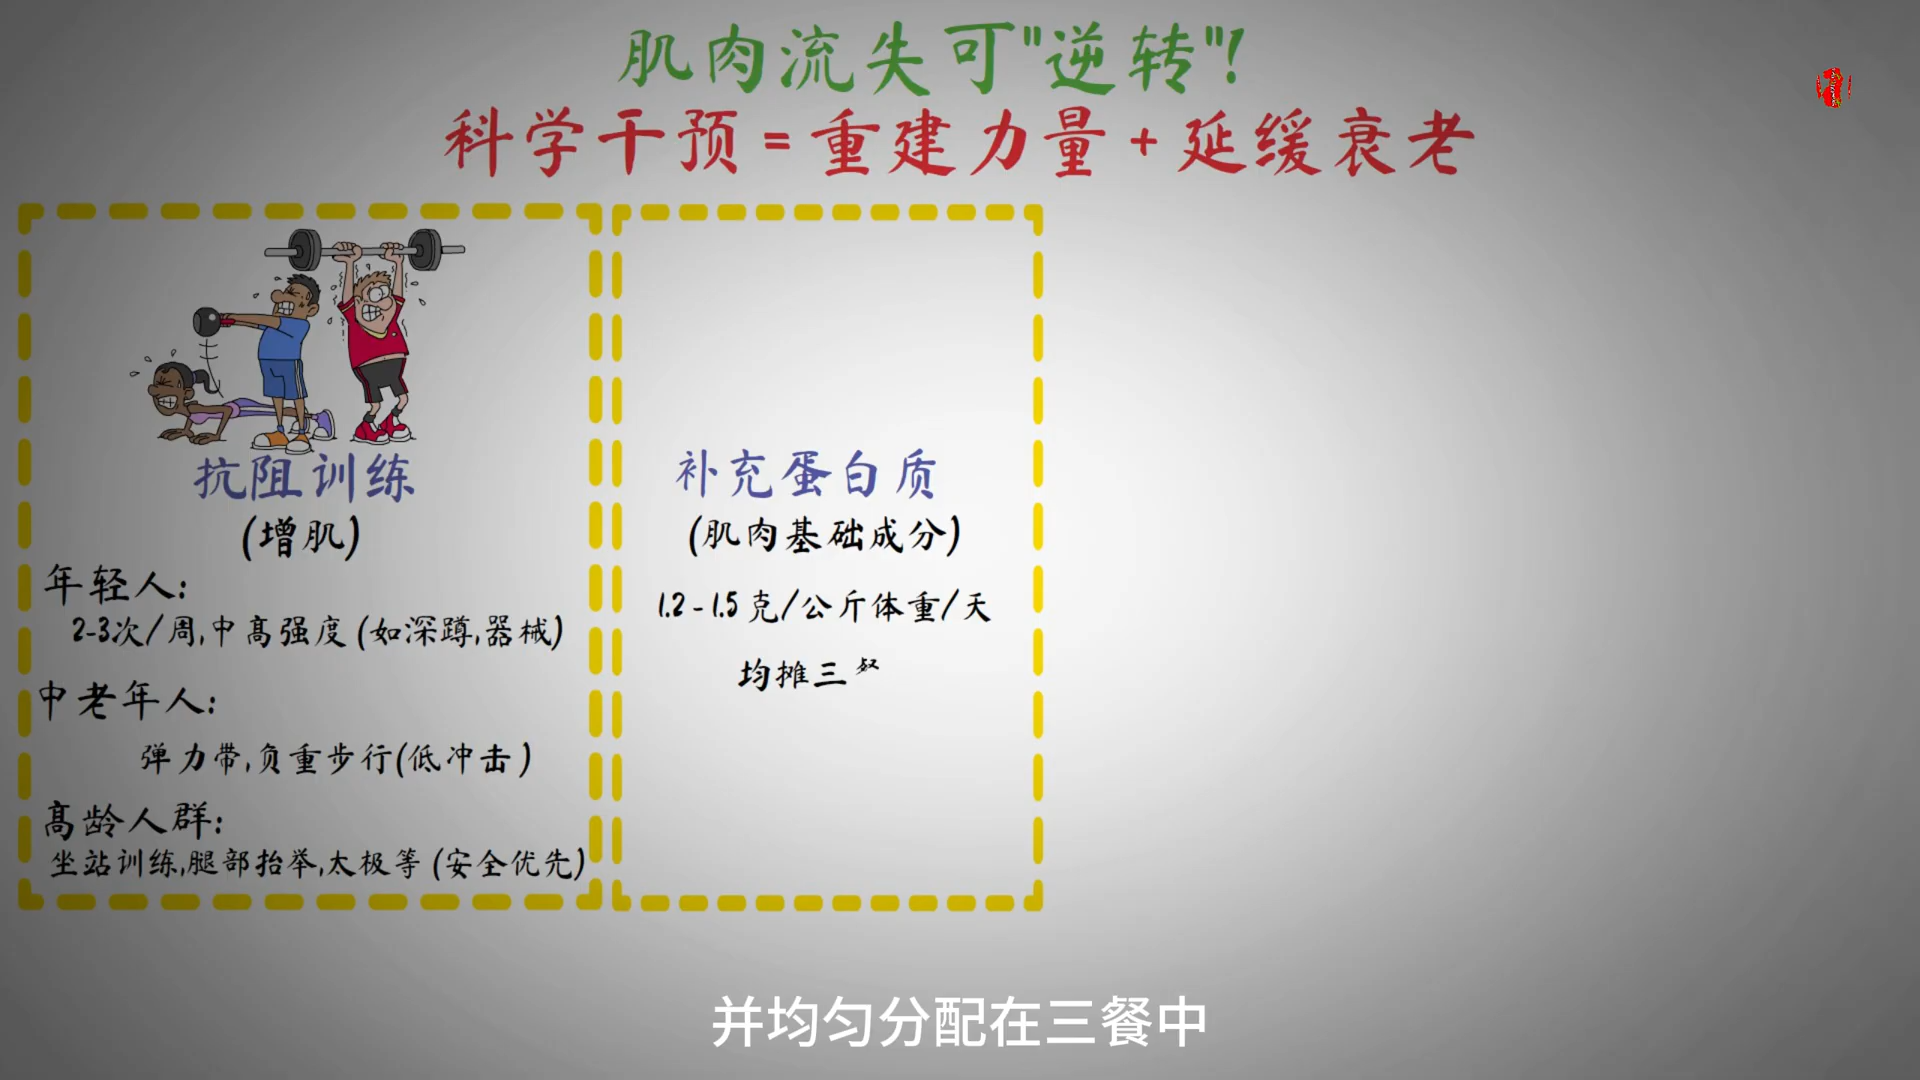 肌肉流失可"逆转"!
科学干预=重建力量+延缓衰老
抗阻训练
(增肌)
年轻人:
2-3次/周,中高强度(如深蹲,器械)
中老年人:
弹力带,负重步行(低冲击)
高龄人群:
坐站训练,腿部抬举,太极等(安全优先)
补充蛋白质
(肌肉基础成分)
1.2-1.5克/公斤体重/天
均摊三
并均匀分配在三餐中